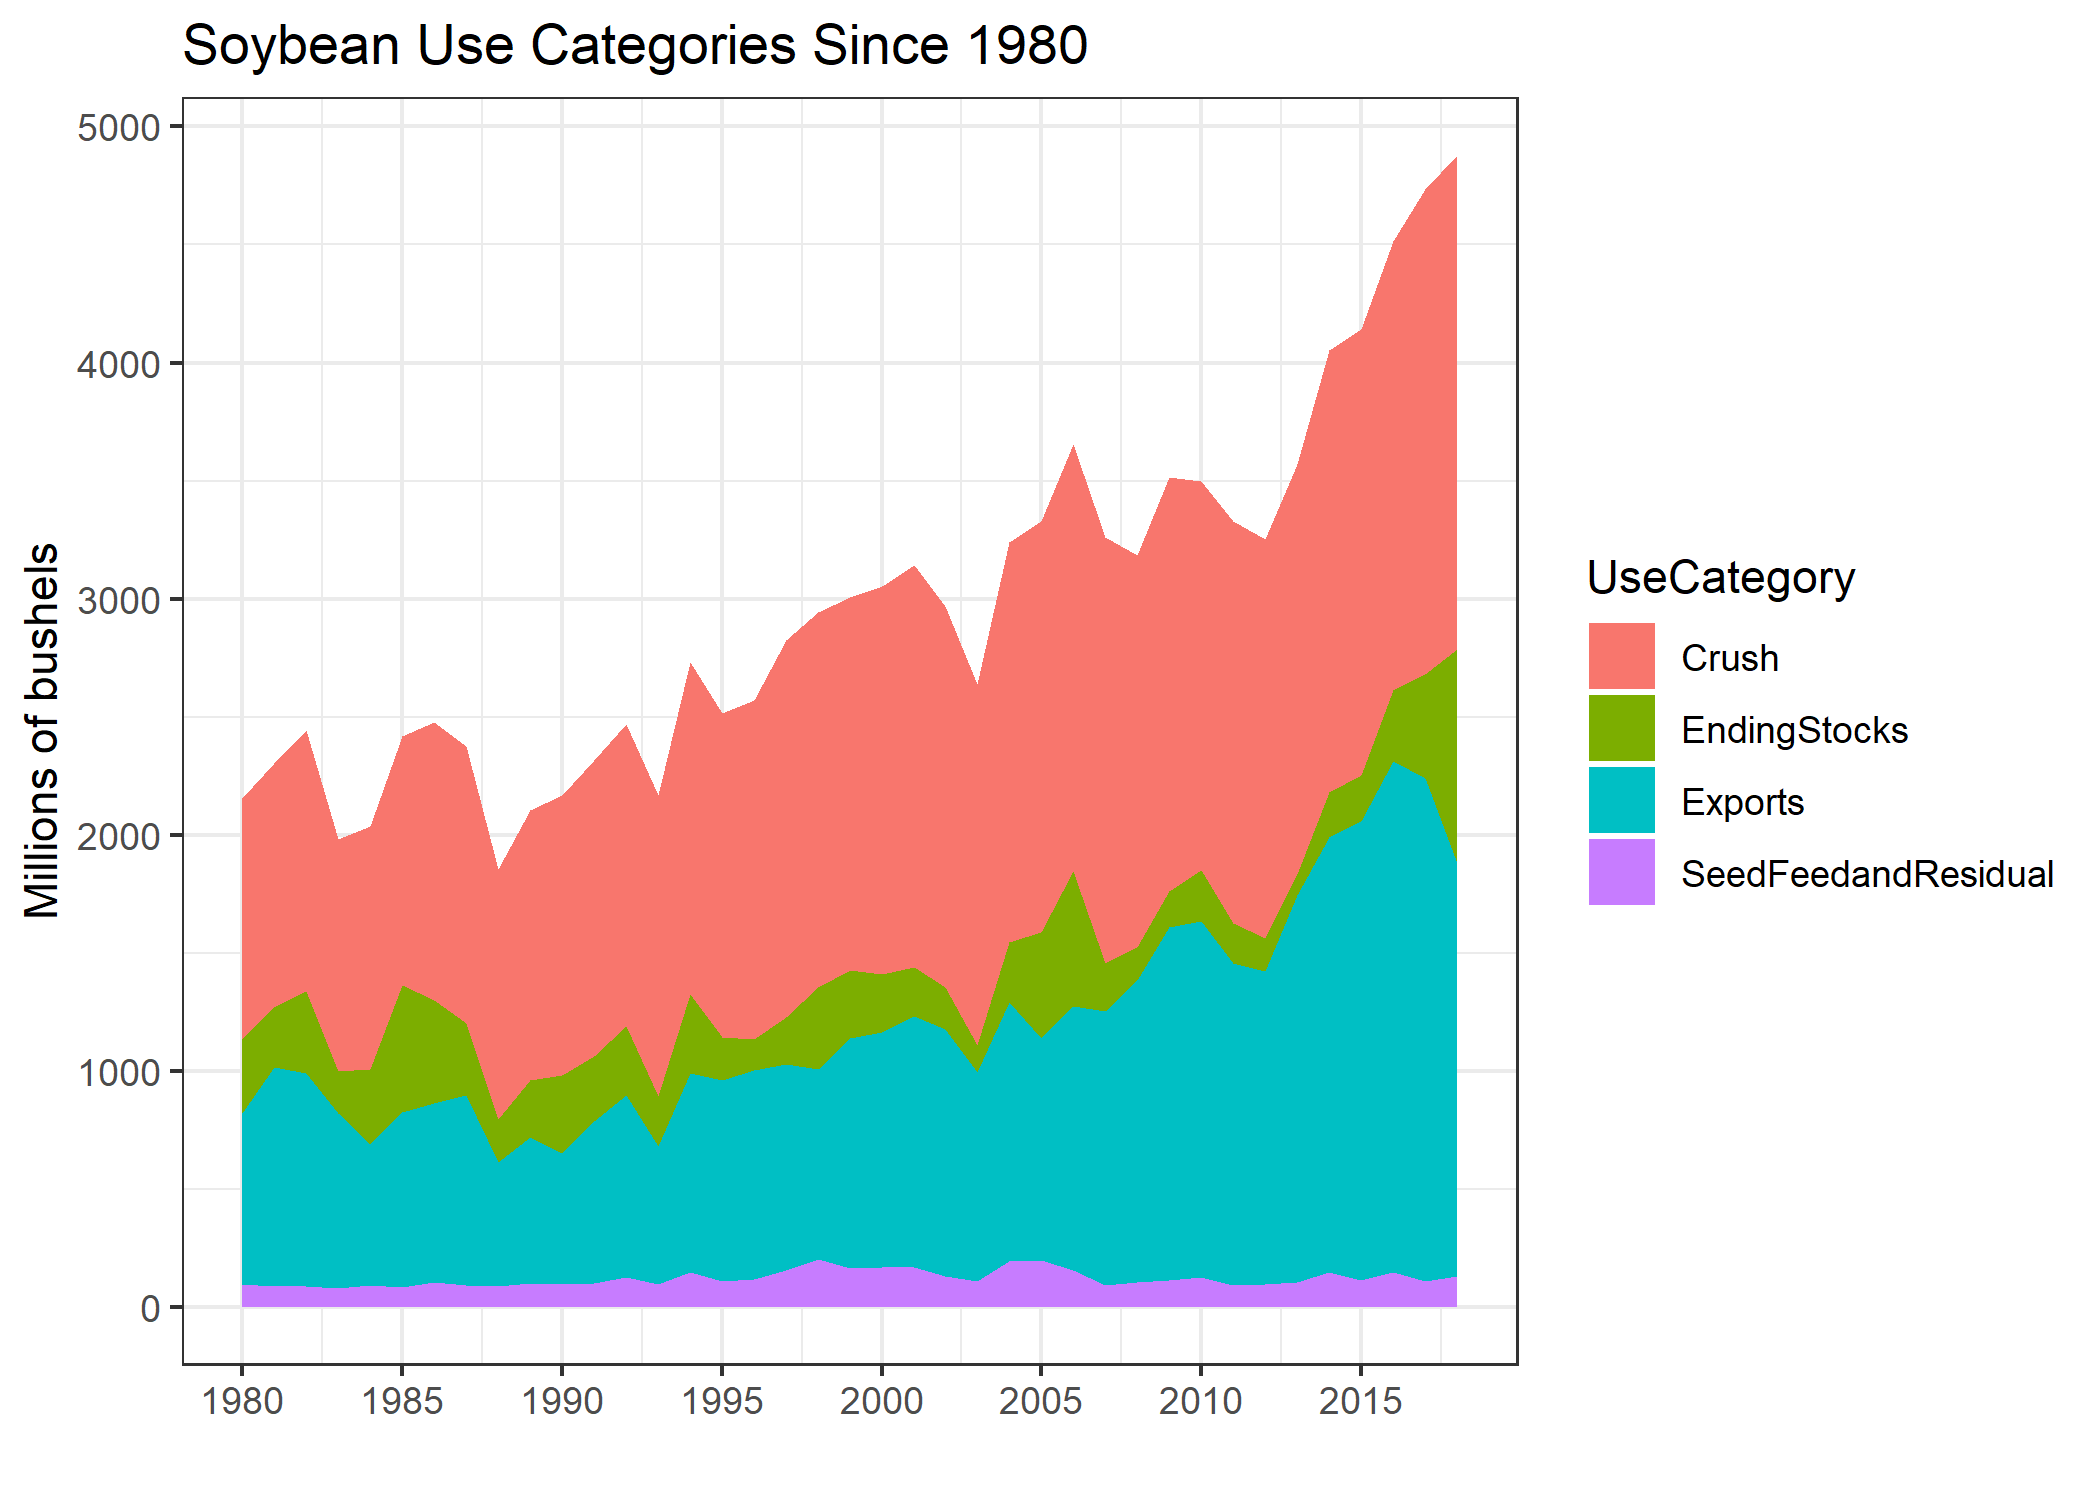 Soybean Use Categories Since 1980
Millions of bushels
5000
4000
3000
2000
1000
0
1980 1985 1990 1995 2000 2005 2010 2015
UseCategory
Crush
EndingStocks
Exports
SeedFeedandResidual